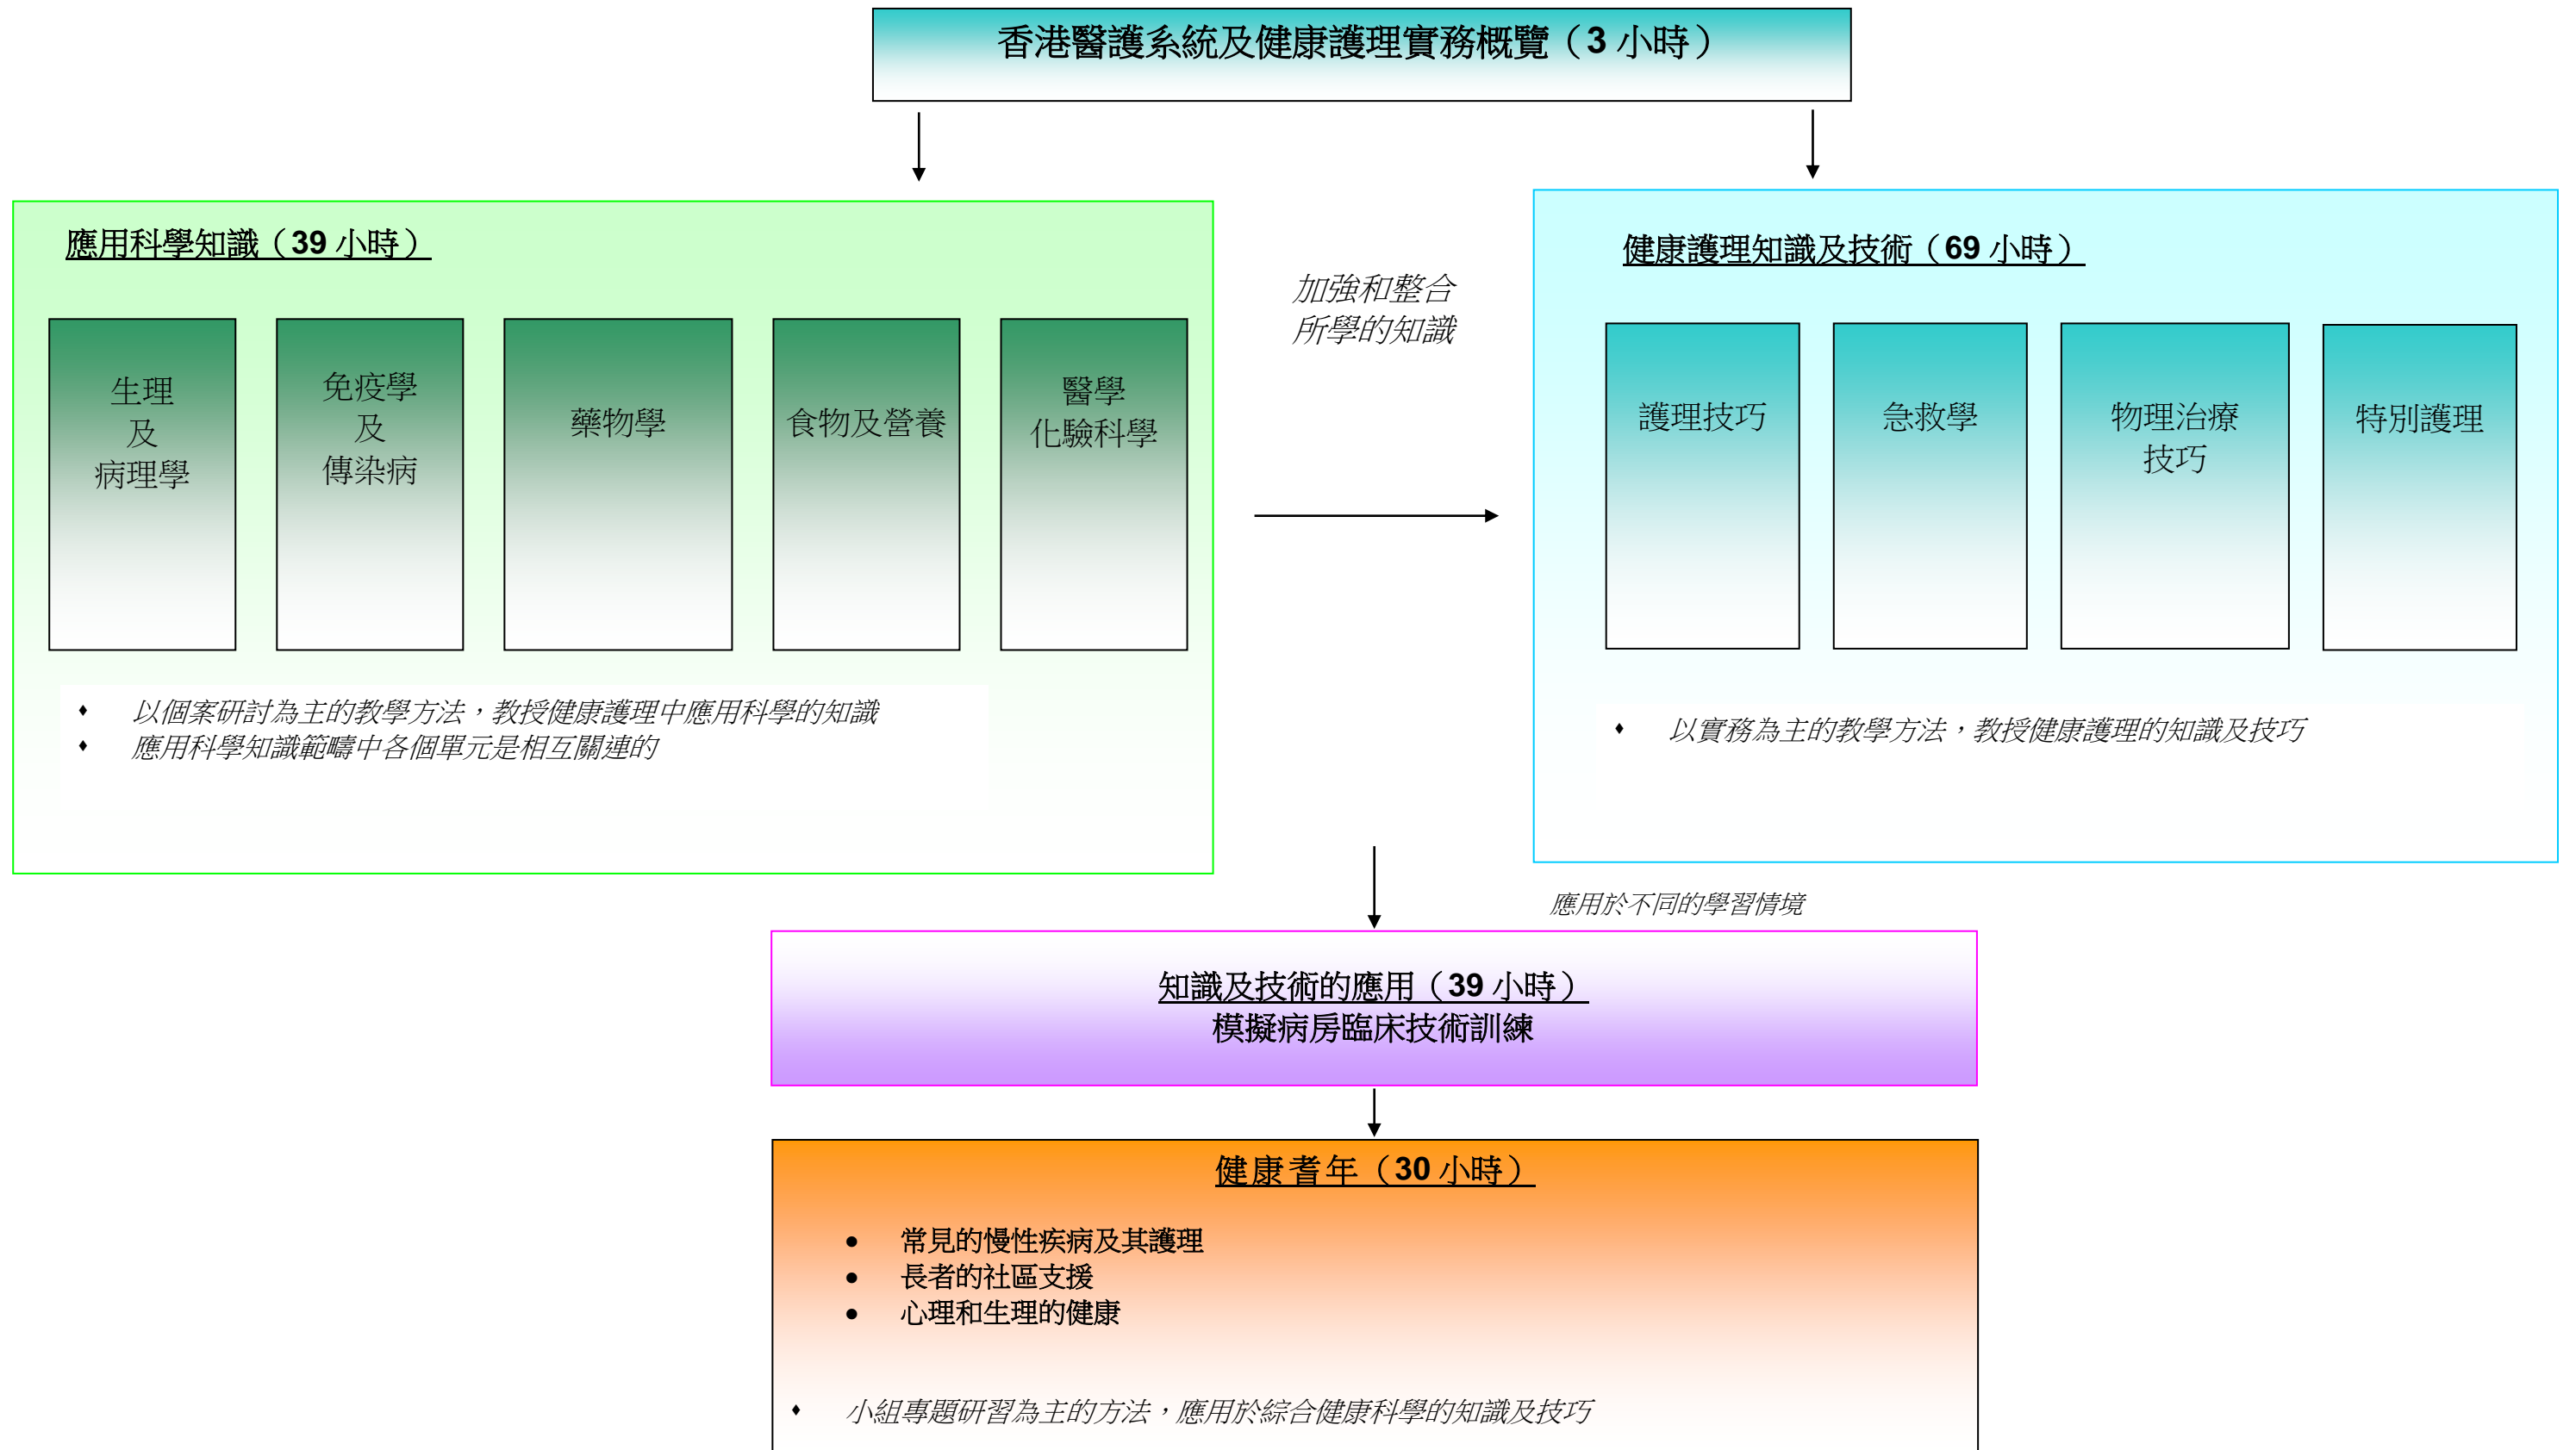 香港醫護系統及健康護理實務概覽（3 小時）
應用科學知識（39 小時）
生理
及
病理學
免疫學
及
傳染病
藥物學
食物及營養
醫學
化驗科學
♦ 以個案研討為主的教學方法，教授健康護理中應用科學的知識
♦ 應用科學知識範疇中各個單元是相互關連的
加強和整合
所學的知識
健康護理知識及技術（69 小時）
護理技巧
急救學
物理治療
技巧
特別護理
♦ 以實務為主的教學方法，教授健康護理的知識及技巧
應用於不同的學習情境
知識及技術的應用（39 小時）
模擬病房臨床技術訓練
健康耆年（30 小時）
● 常見的慢性疾病及其護理
● 長者的社區支援
● 心理和生理的健康
♦ 小組專題研習為主的方法，應用於綜合健康科學的知識及技巧